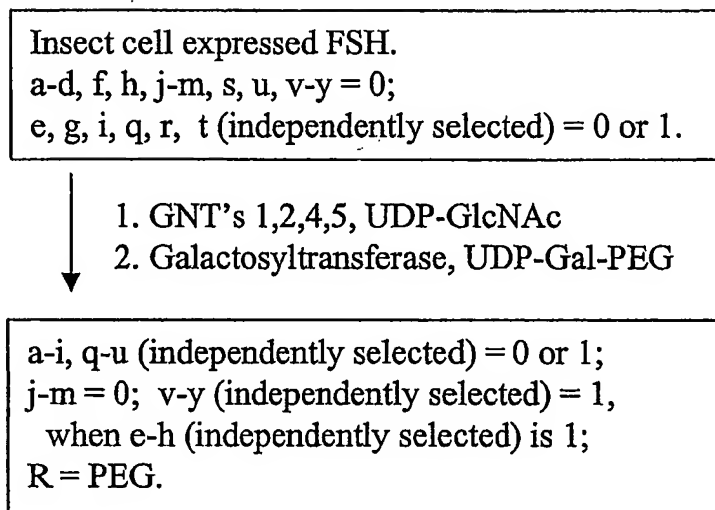 Insect cell expressed FSH.
a-d, f, h, j-m, s, u, v-y = 0;
e, g, i, q, r, t (independently selected) = 0 or 1.
1. GNT's 1,2,4,5, UDP-GlcNAc
2. Galactosyltransferase, UDP-Gal-PEG
a-i, q-u (independently selected) = 0 or 1;
j-m = 0; v-y (independently selected) = 1,
when e-h (independently selected) is 1;
R = PEG.